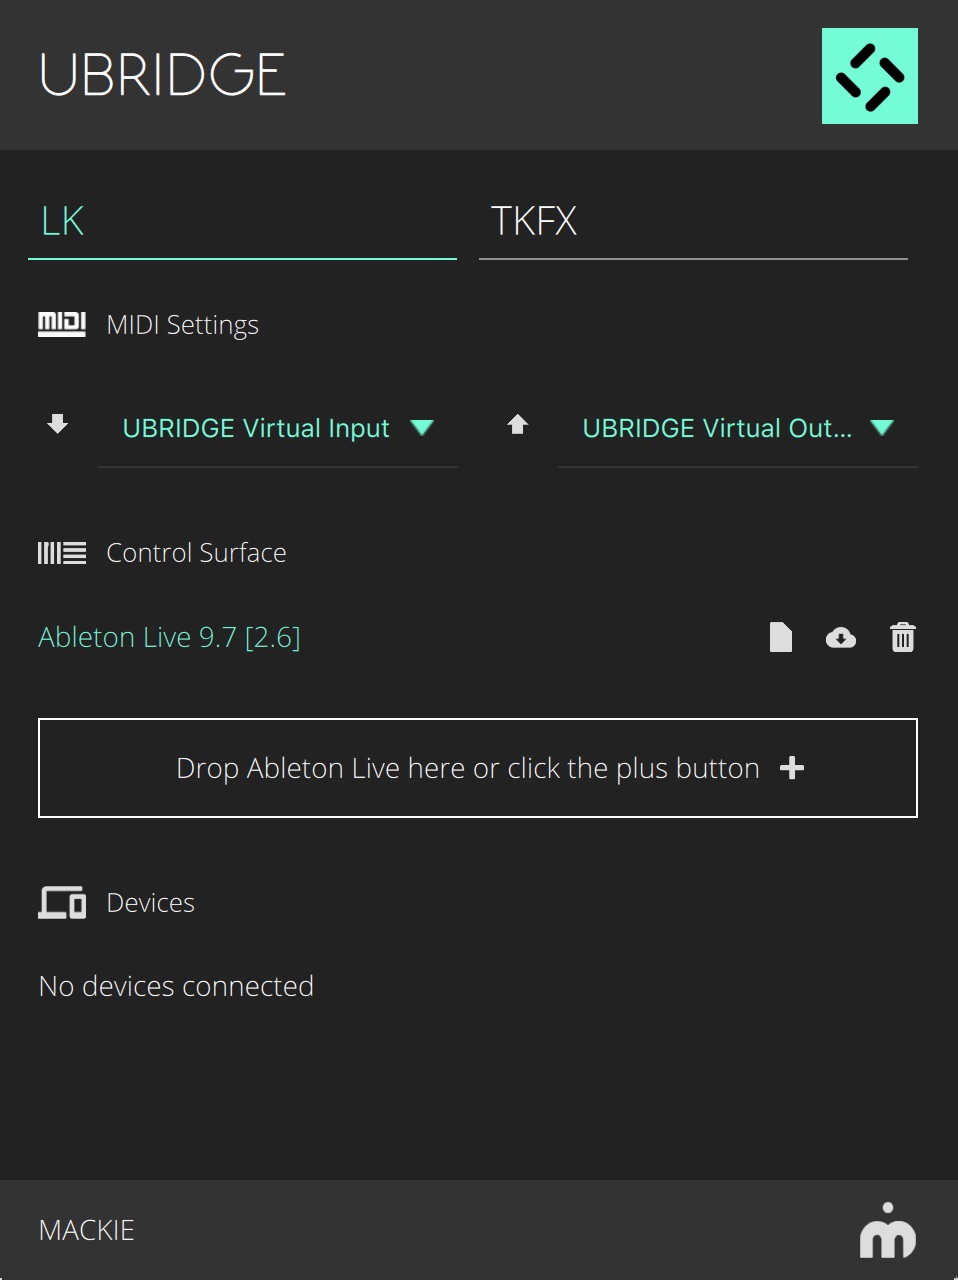 UBRIDGE
LK
TKFX
MIDI MIDI Settings
UBRIDGE Virtual Input
UBRIDGE Virtual Out...
Control Surface
Ableton Live 9.7 [2.6]
Drop Ableton Live here or click the plus button
Devices
No devices connected
MACKIE
m